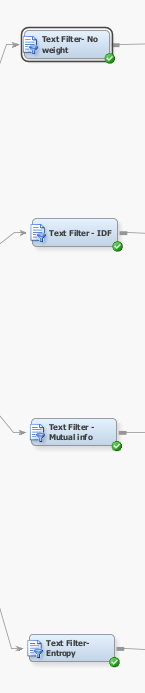 Text Filter- No
weight
Text Filter - IDF
Text Filter -
Mutual info
Text Filter-
Entropy